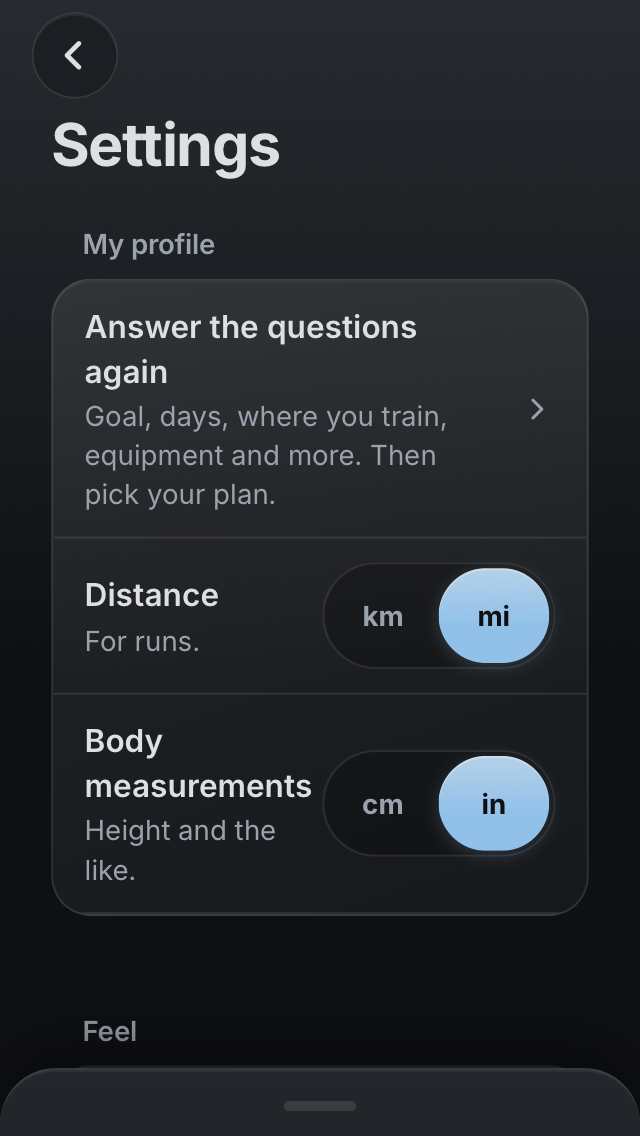 Settings
My profile
Answer the questions
again
Goal, days, where you train,
equipment and more. Then
pick your plan.
Distance
For runs.
km
mi
Body
measurements
Height and the
like.
cm
in
Feel